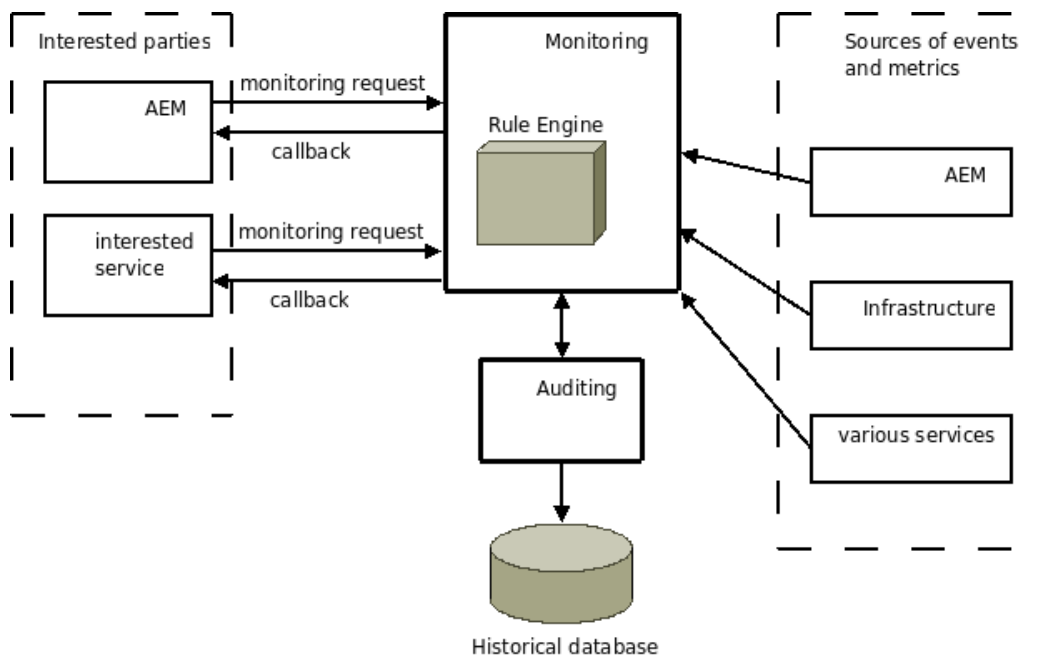 Interested parties
AEM
monitoring request
callback
interested
service
monitoring request
callback
Monitoring
Rule Engine
Auditing
Historical database
Sources of events
and metrics
AEM
Infrastructure
various services